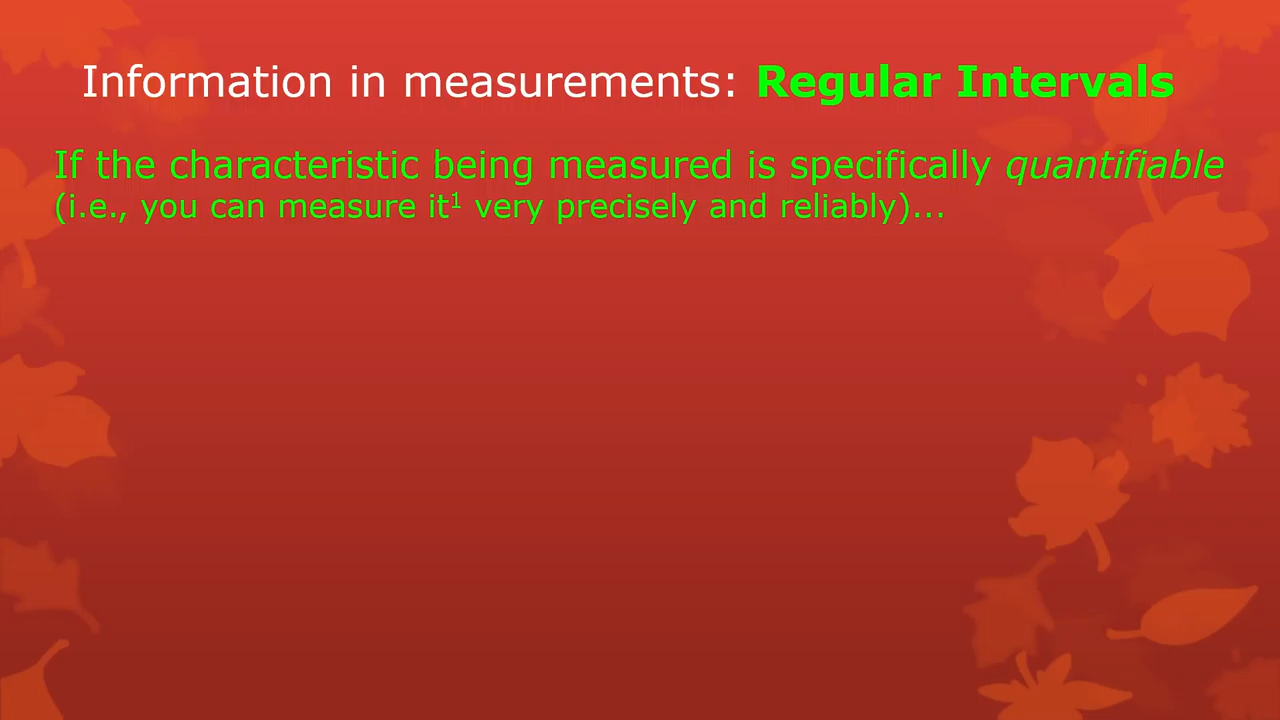 Information in measurements: Regular Intervals
If the characteristic being measured is specifically quantifiable
(i.e., you can measure it¹ very precisely and reliably)...